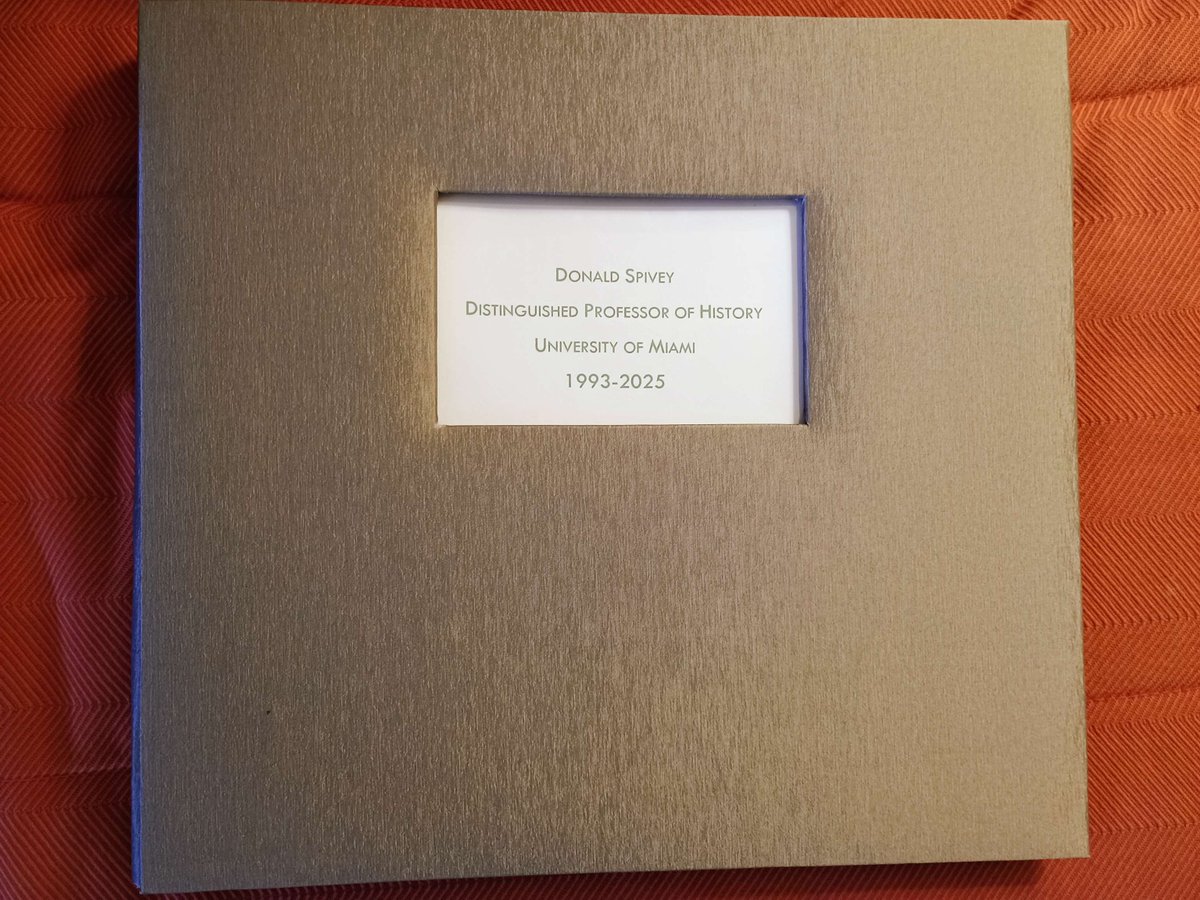 Donald Spivey
Distinguished Professor of History
University of Miami
1993-2025